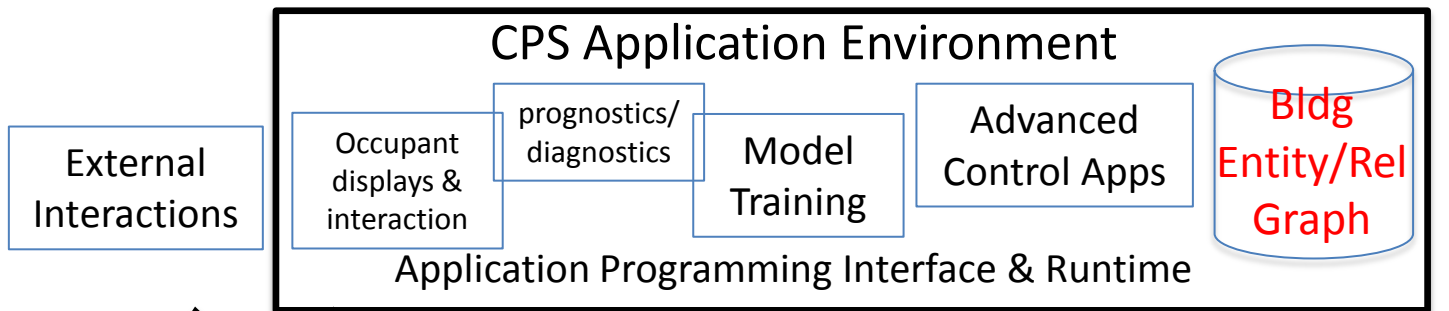 CPS Application Environment
External
Interactions
Occupant
displays &
interaction
prognostics/
diagnostics
Model
Training
Advanced
Control Apps
Bldg
Entity/Rel
Graph
Application Programming Interface & Runtime